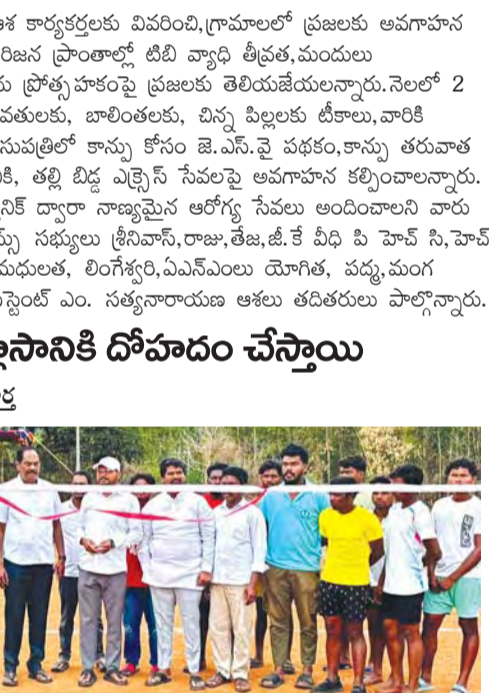 ఆశ కార్యకర్తలకు వివరించి,గ్రామాలలో ప్రజలకు అవగాహన
రిజన ప్రాంతాల్లో టిబి వ్యాధి తీవ్రత,మందులు
ప్రోత్సహకంపై ప్రజలకు తెలియజేయలన్నారు.నెలలో 2
వతులకు, బాలింతలకు, చిన్న పిల్లలకు టీకాలు,వారికి
సుపత్రిలో కాన్పు కోసం జె.ఎస్.వై పథకం,కాన్పు తరువాత
కి, తల్లి బిడ్డ ఎక్స్రెస్ సేవలపై అవగాహన కల్పించాలన్నారు.
నిక్ ద్వారా నాణ్యమైన ఆరోగ్య సేవలు అందించాలని వారు
మ్స్ సభ్యులు శ్రీనివాస్,రాజు,తేజ,జి.కే వీధి పి హెచ్ సి,హెచ్
మధులత, లింగేశ్వరి,ఏఎన్ఎంలు యోగిత, పద్మ,మంగ
స్టెంట్ ఎం. సత్యనారాయణ ఆశలు తదితరులు పాల్గొన్నారు.
ల్లాసానికి దోహదం చేస్తాయి
ర్త